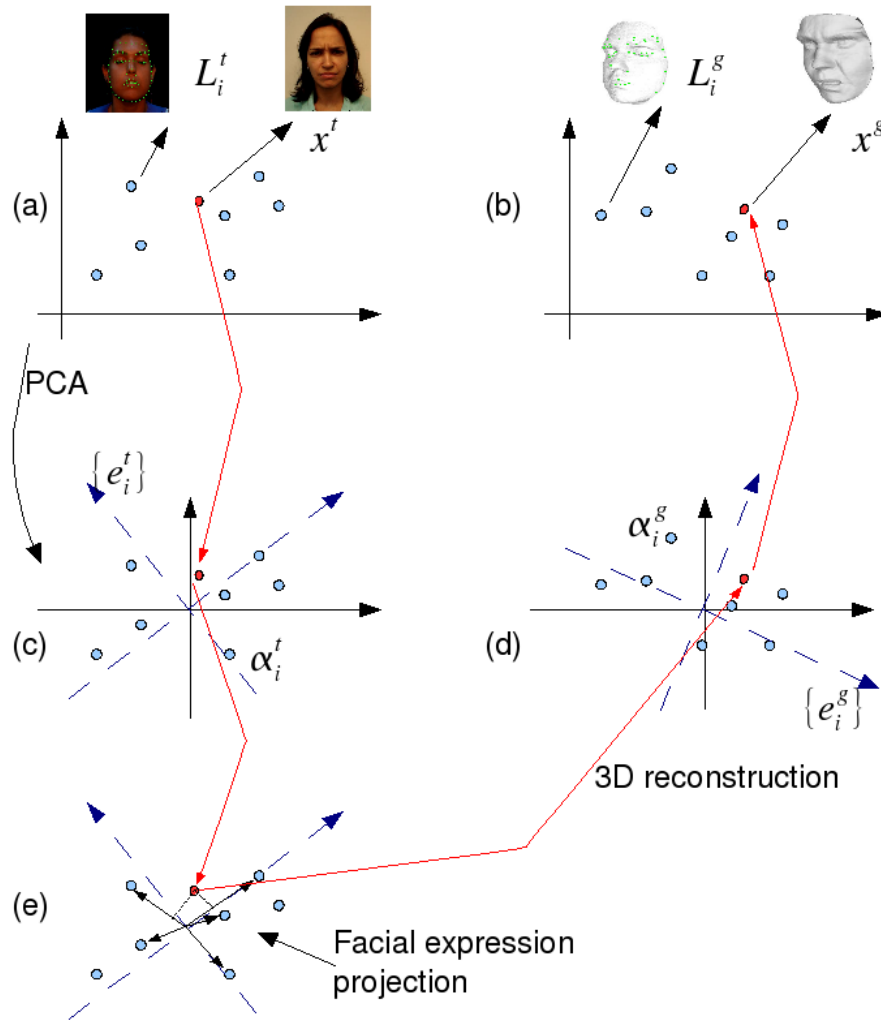 L_i^t
x^t
L_i^g
x^g
(a)
(b)
PCA
{e_i^t}
α_i^g
(c)
α_i^t
(d)
{e_i^g}
3D reconstruction
(e)
Facial expression
projection